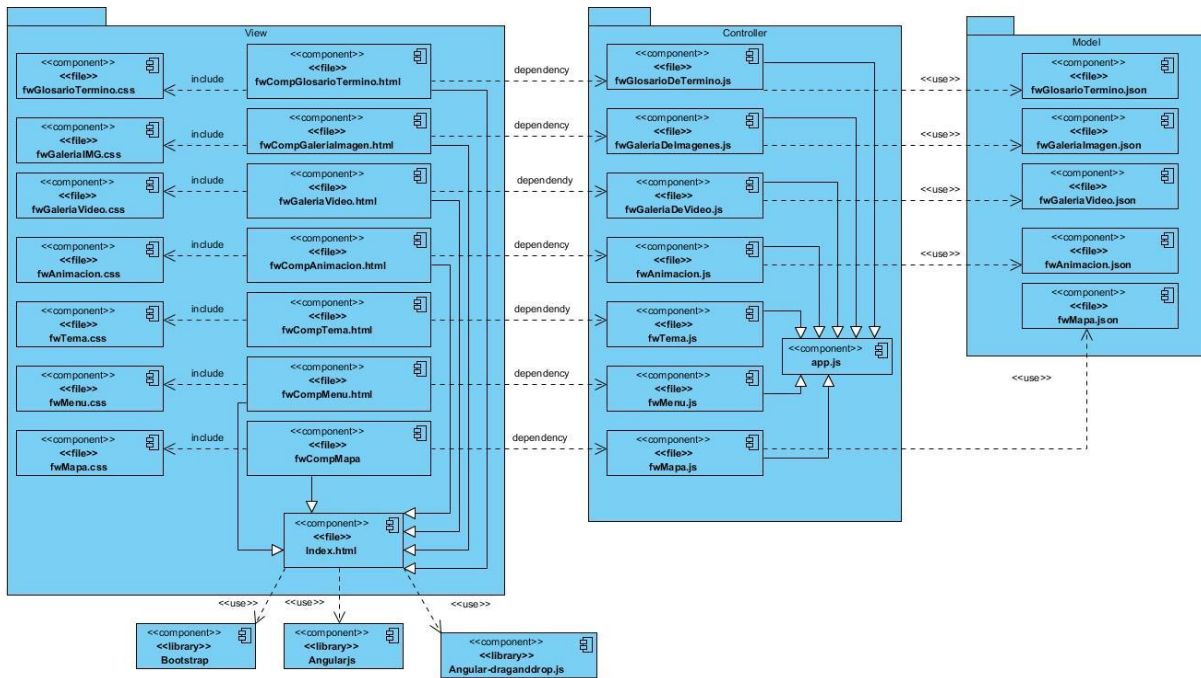 View
Controller
Model
<<component>>
<<file>>
fwGlosarioTermino.css
include
<<component>>
<<file>>
fwCompGlosarioTermino.html
dependency
<<component>>
<<file>>
fwGlosarioDeTermino.js
<<use>>
<<component>>
<<file>>
fwGlosarioTermino.json
<<component>>
<<file>>
fwGaleriaIMG.css
include
<<component>>
<<file>>
fwCompGaleriaImagen.html
dependency
<<component>>
<<file>>
fwGaleriaDeImagenes.js
<<use>>
<<component>>
<<file>>
fwGaleriaImagen.json
<<component>>
<<file>>
fwGaleriaVideo.css
include
<<component>>
<<file>>
fwGaleriaVideo.html
dependendy
<<component>>
<<file>>
fwGaleriaDeVideo.js
<<use>>
<<component>>
<<file>>
fwGaleriaVideo.json
<<component>>
<<file>>
fwAnimacion.css
include
<<component>>
<<file>>
fwCompAnimacion.html
dependendy
<<component>>
<<file>>
fwAnimacion.js
<<use>>
<<component>>
<<file>>
fwAnimacion.json
<<component>>
<<file>>
fwTema.css
include
<<component>>
<<file>>
fwCompTema.html
dependendy
<<component>>
<<file>>
fwTema.js
<<component>>
app.js
<<component>>
<<file>>
fwMapa.json
<<component>>
<<file>>
fwMenu.css
include
<<component>>
<<file>>
fwCompMenu.html
dependency
<<component>>
<<file>>
fwMenu.js
<<use>>
<<component>>
<<file>>
fwMapa.css
include
<<component>>
<<file>>
fwCompMapa
dependency
<<component>>
<<file>>
fwMapa.js
<<component>>
<<file>>
Index.html
<<use>>
<<use>>
<<use>>
<<component>>
<<library>>
Bootstrap
<<component>>
<<library>>
Angularjs
<<component>>
<<library>>
Angular-draganddrop.js